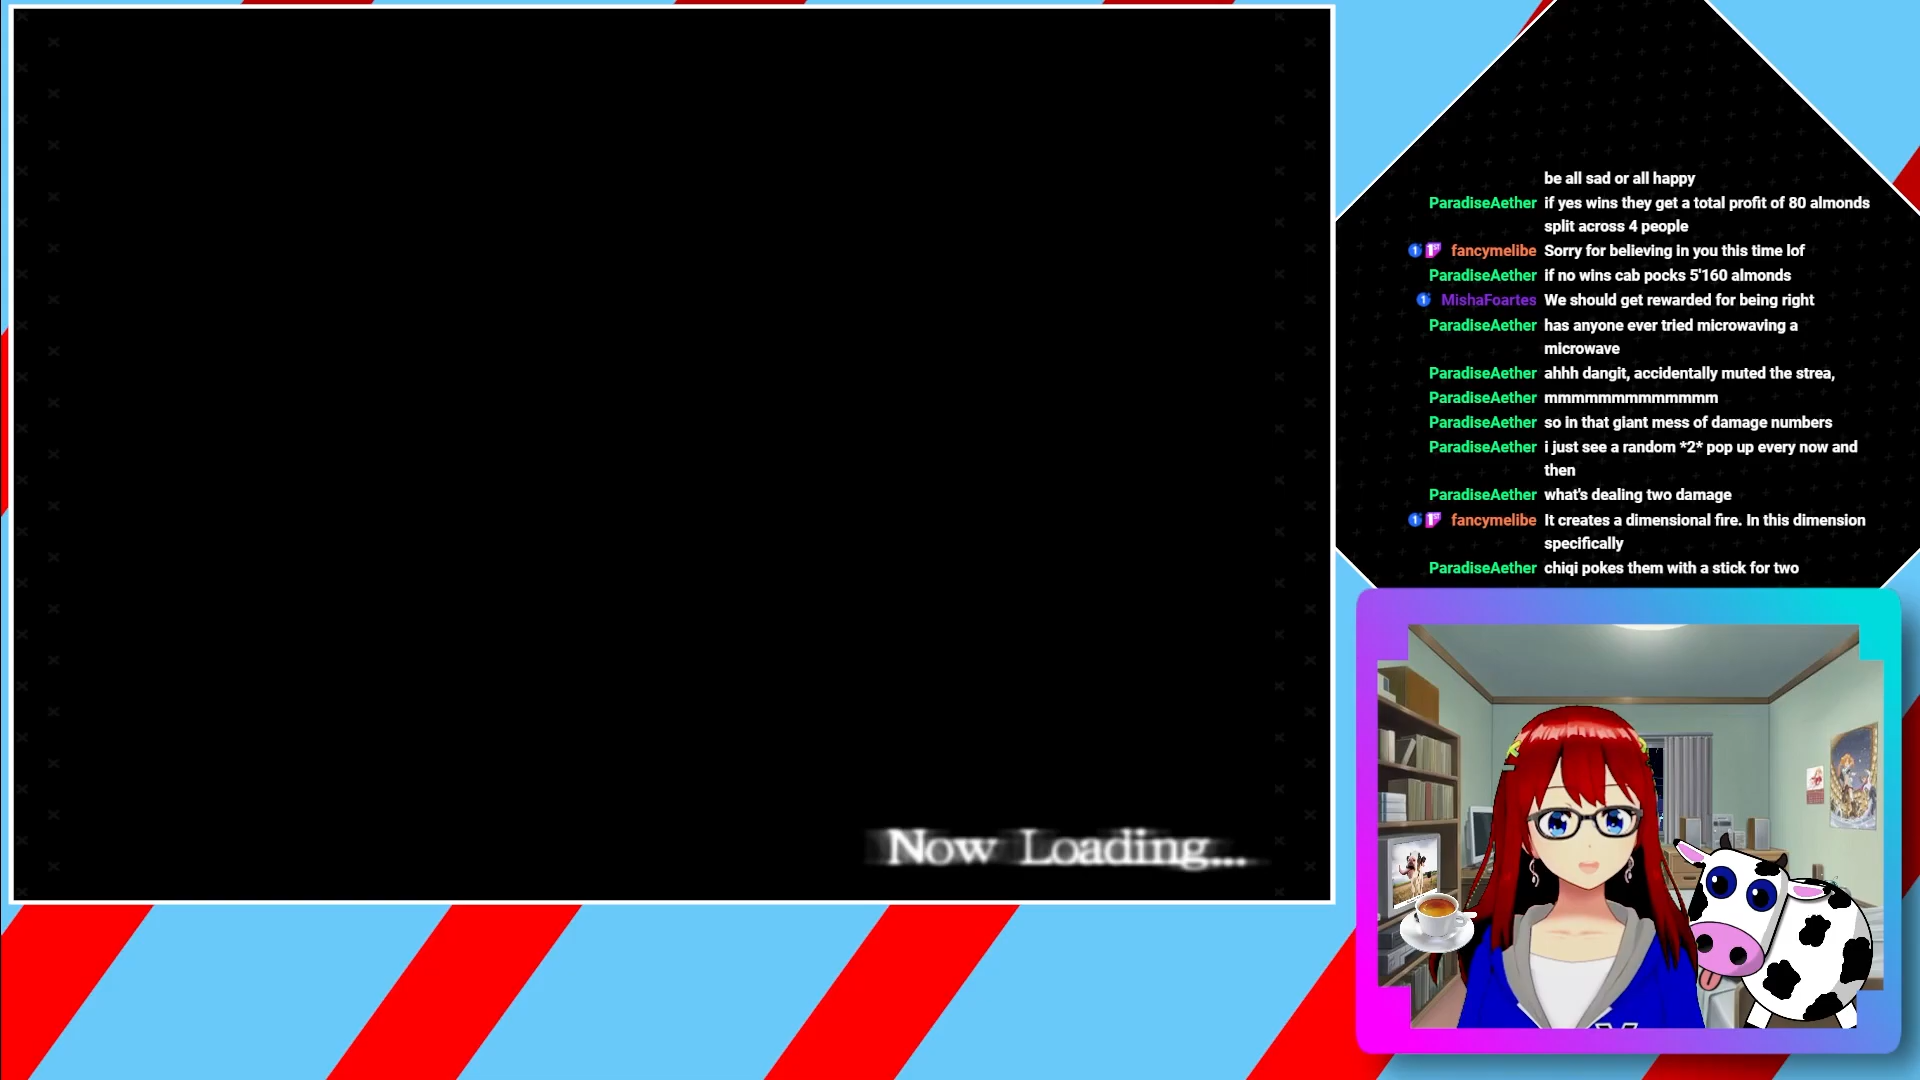 be all sad or all happy
ParadiseAether if yes wins they get a total profit of 80 almonds
split across 4 people
fancymelibe Sorry for believing in you this time lof
ParadiseAether if no wins cab pocks 5'160 almonds
MishaFoartes We should get rewarded for being right
ParadiseAether has anyone ever tried microwaving a
microwave
ParadiseAether ahhh dangit, accidentally muted the strea,
ParadiseAether mmmmmmmmmmmmm
ParadiseAether so in that giant mess of damage numbers
ParadiseAether i just see a random *2* pop up every now and
then
ParadiseAether what's dealing two damage
fancymelibe It creates a dimensional fire. In this dimension
specifically
ParadiseAether chiqi pokes them with a stick for two
Now Loading...